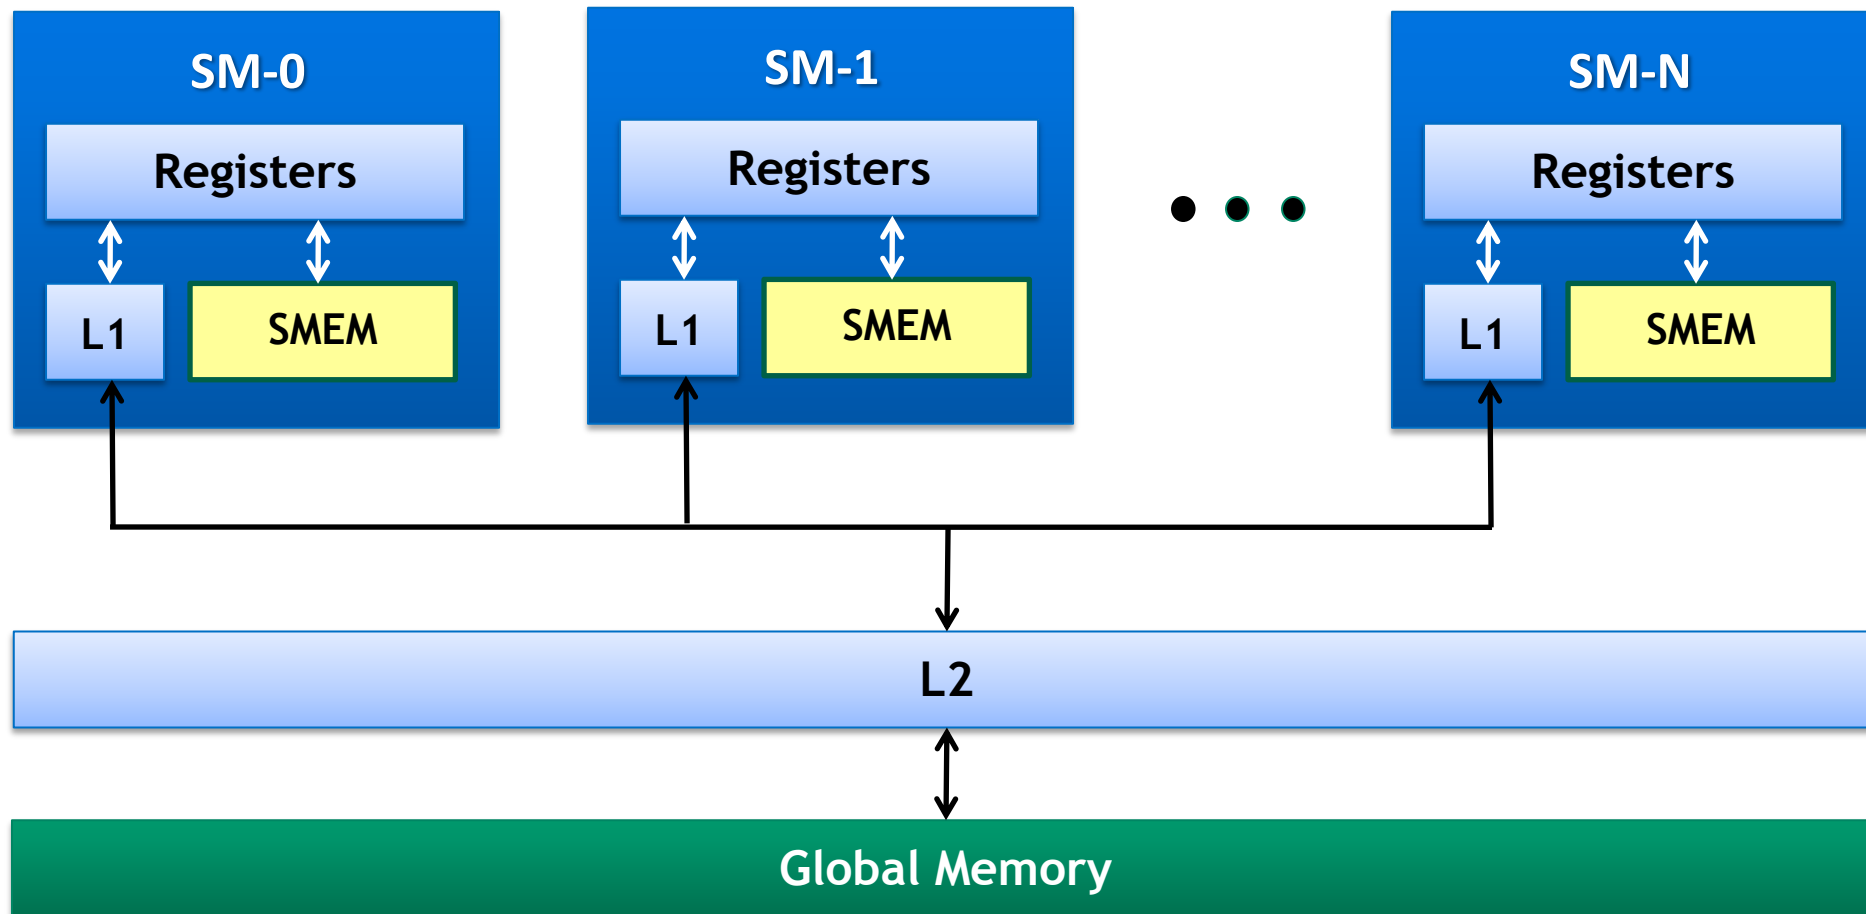 SM-0
Registers
L1
SMEM
SM-1
Registers
L1
SMEM
SM-N
Registers
L1
SMEM
L2
Global Memory